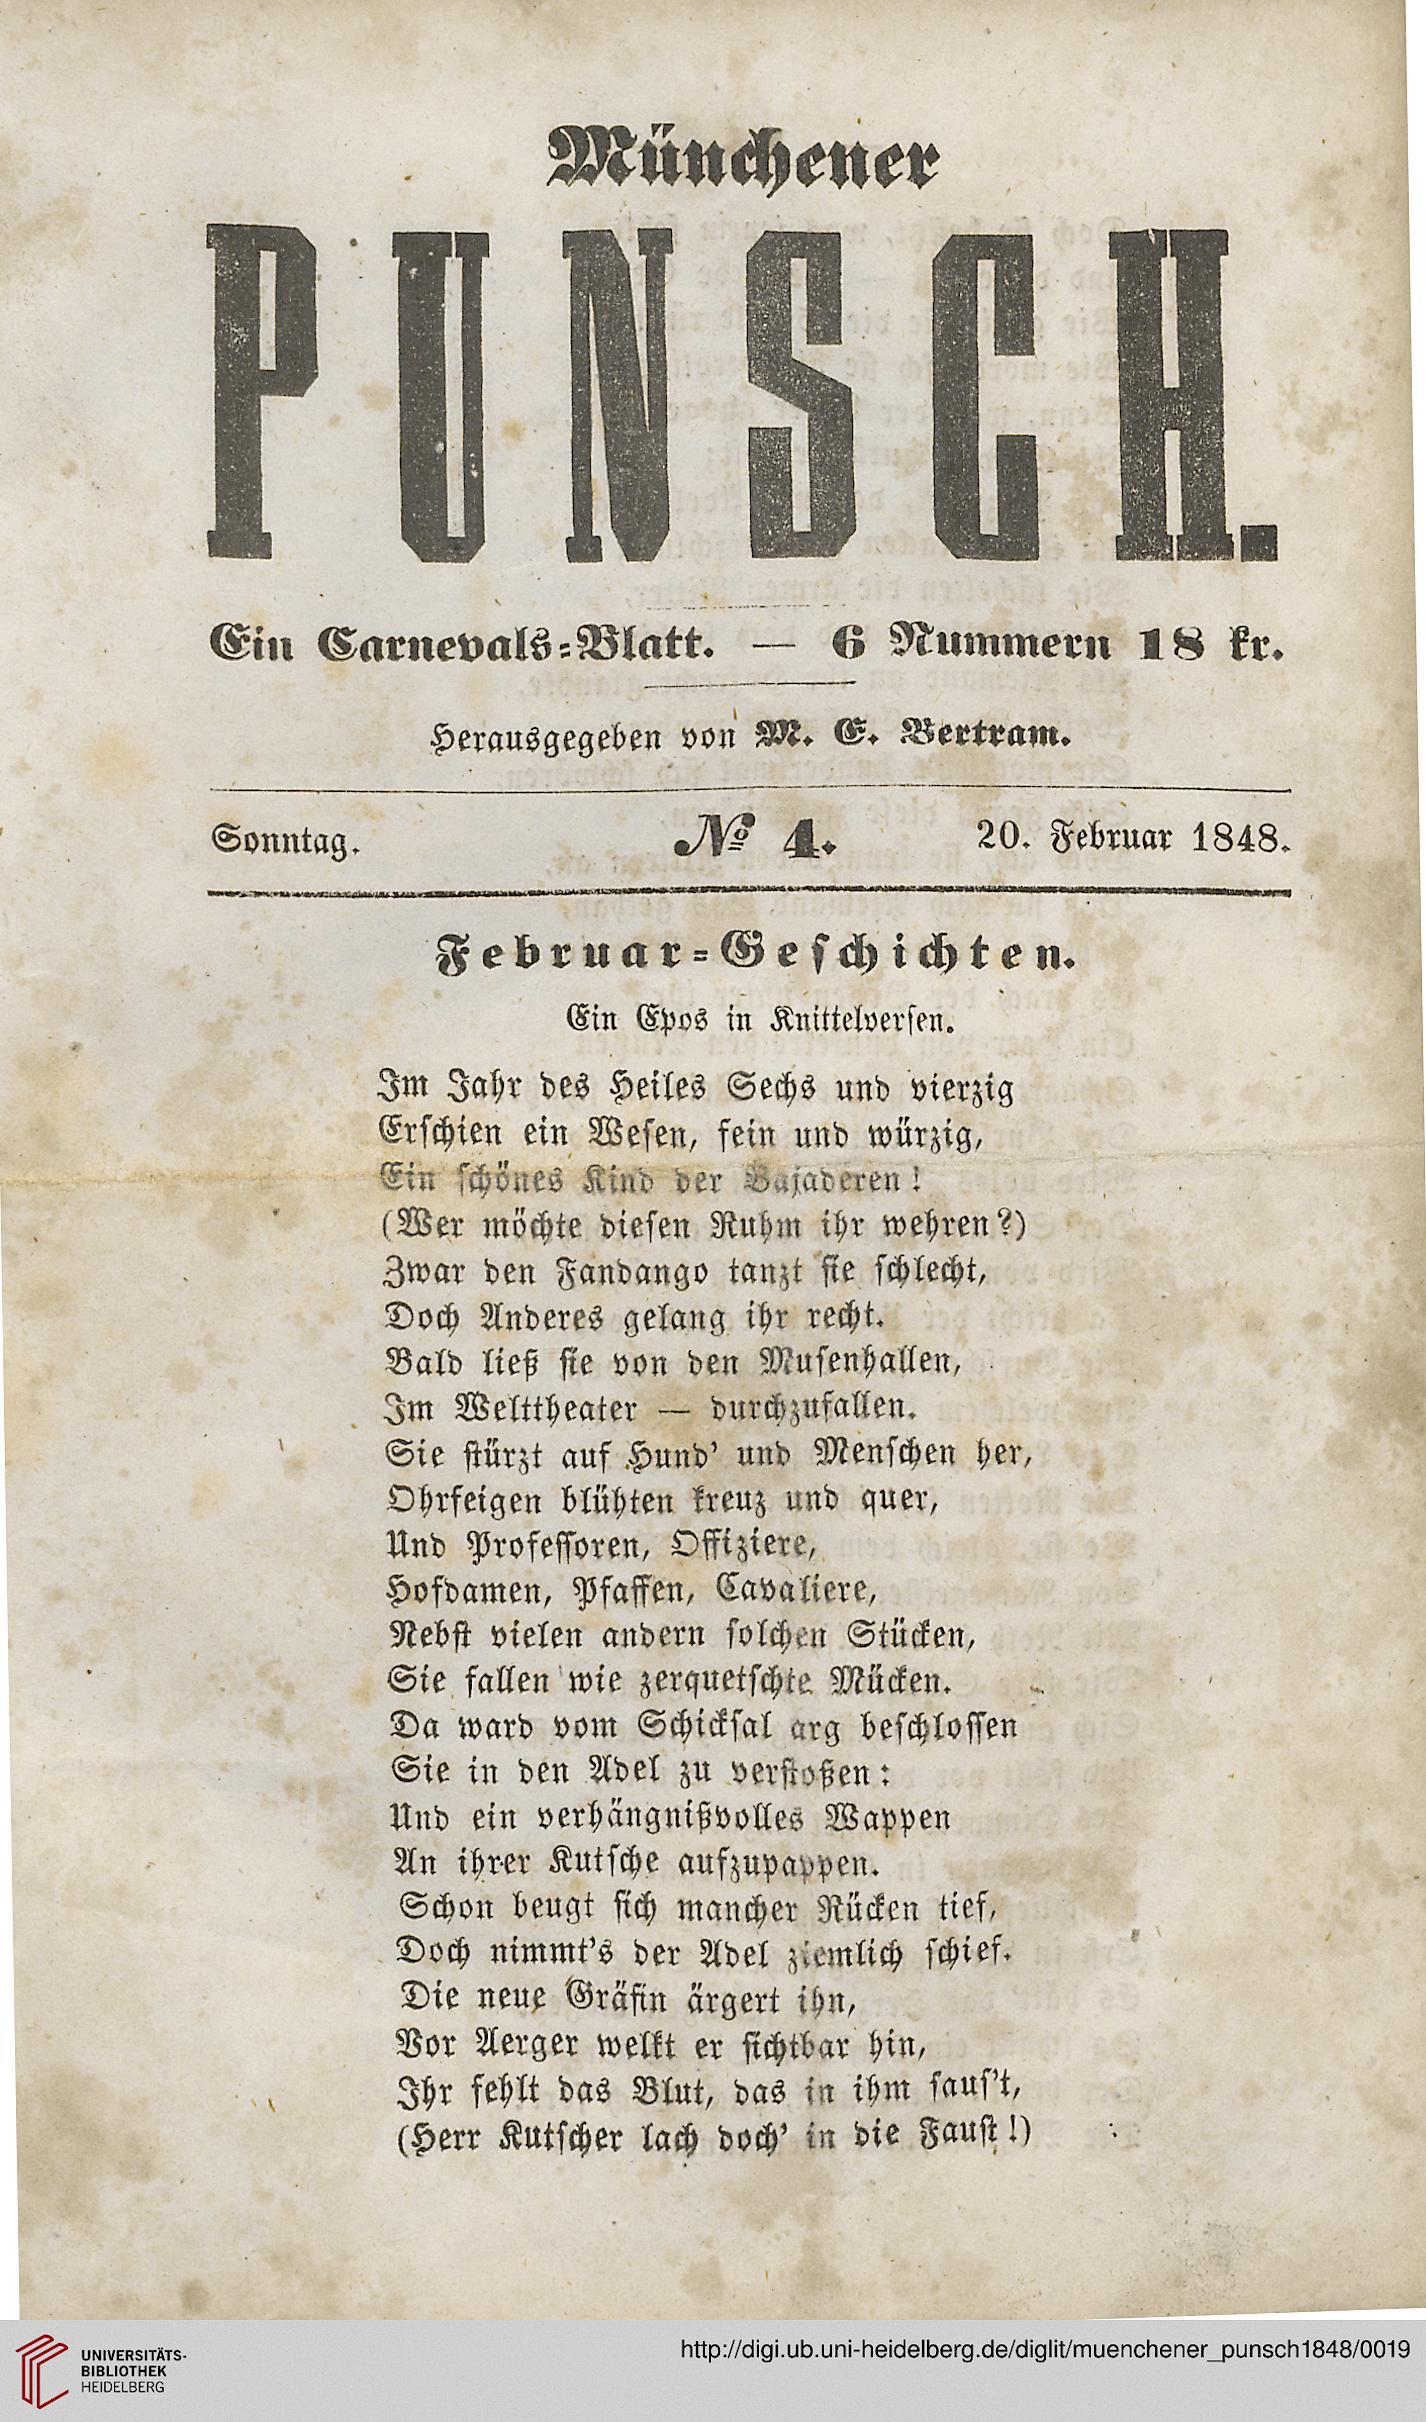 Münchener
PUNSCH.
Ein Carnevals-Blatt. — 6 Nummern 18 kr.
Herausgegeben von M. E. Bertram.
Sonntag. № 4. 20. Februar 1848.
Februar-Geschichten.
Ein Epos in Knittelversen.
Im Jahr des Heiles Sechs und vierzig
Erschien ein Wesen, fein und würzig,
Ein schönes Kind der Bajaderen!
(Wer möchte diesen Ruhm ihr wehren?)
Zwar den Fandango tanzt sie schlecht,
Doch Anderes gelang ihr recht.
Bald ließ sie von den Musenhallen,
Im Welttheater — durchzufallen.
Sie stürzt auf Hund' und Menschen her,
Ohrfeigen blühten kreuz und quer,
Und Professoren, Offiziere,
Hofdamen, Pfaffen, Cavaliere,
Nebst vielen andern solchen Stücken,
Sie fallen wie zerquetschte Mücken.
Da ward vom Schicksal arg beschlossen
Sie in den Adel zu verstoßen:
Und ein verhängnißvolles Wappen
An ihrer Kutsche aufzupappen.
Schon beugt sich mancher Rücken tief,
Doch nimmt's der Adel ziemlich schief.
Die neue Gräfin ärgert ihn,
Vor Aerger welkt er sichtbar hin,
Ihr fehlt das Blut, das in ihm saus't,
(Herr Kutscher lach doch' in die Faust!)
UNIVERSITÄTS-
BIBLIOTHEK
HEIDELBERG
http://digi.ub.uni-heidelberg.de/diglit/muenchener_punsch1848/0019